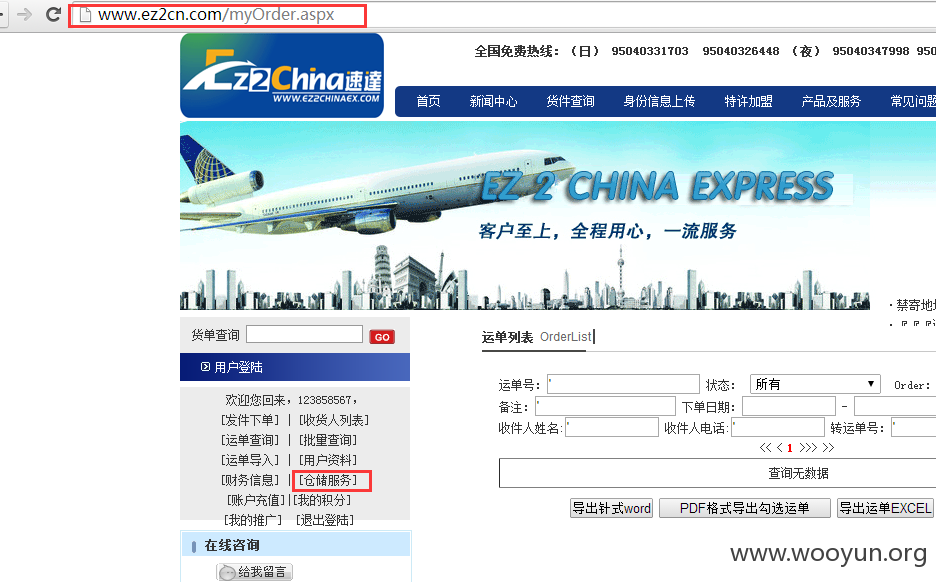 www.ez2cn.com/myOrder.aspx
Ez2China速達
WWW.EZ2CHINAEX.COM
全国免费热线：（日） 95040331703 95040326448 （夜） 95040347998 950
首页 新闻中心 货件查询 身份信息上传 特许加盟 产品及服务 常见问题
EZ 2 CHINA EXPRESS
客户至上，全程用心，一流服务
·禁寄地
货单查询 GO
运单列表 OrderList
用户登陆
欢迎您回来，123858567，
[发件下单] | [收货人列表]
[运单查询] | [批量查询]
[运单导入] | [用户资料]
[财务信息] | [仓储服务]
[账户充值]|[我的积分]
[我的推广] [退出登陆]
运单号： ' 状态： 所有 Order:
备注： ' 下单日期： -
收件人姓名: ' 收件人电话: ' 转运单号： '
<< < 1 >>> >>
查询无数据
导出针式word PDF格式导出勾选运单 导出运单EXCEL
在线咨询
给我留言
www.wooyun.org